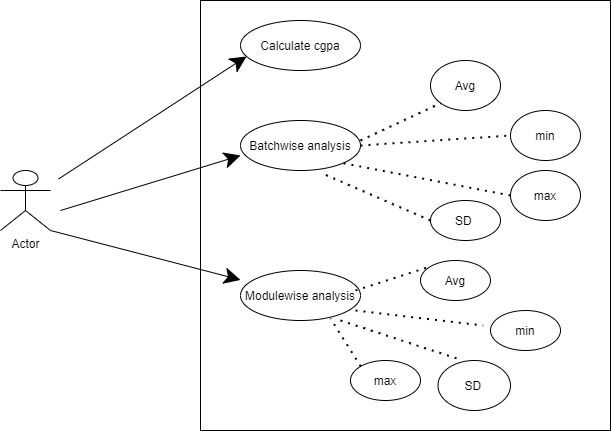 Calculate cgpa
Avg
Batchwise analysis
min
max
SD
Actor
Modulewise analysis
Avg
min
max
SD